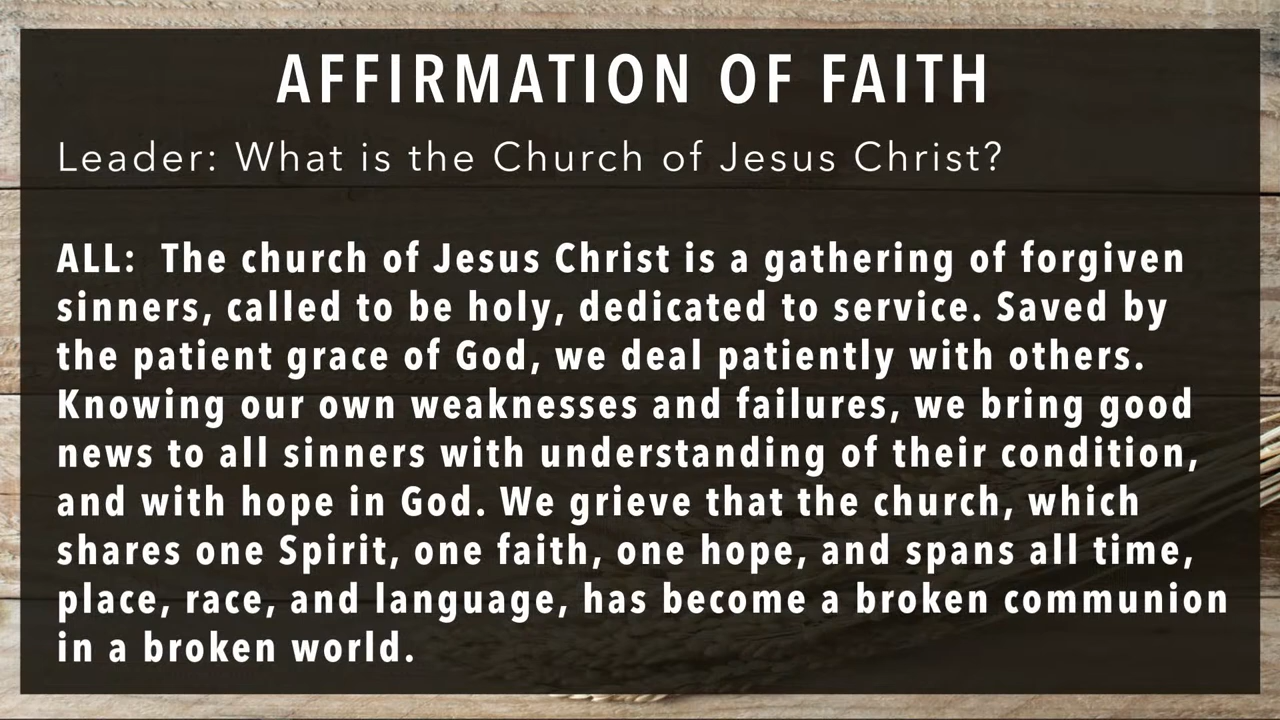 AFFIRMATION OF FAITH
Leader: What is the Church of Jesus Christ?
ALL: The church of Jesus Christ is a gathering of forgiven
sinners, called to be holy, dedicated to service. Saved by
the patient grace of God, we deal patiently with others.
Knowing our own weaknesses and failures, we bring good
news to all sinners with understanding of their condition,
and with hope in God. We grieve that the church, which
shares one Spirit, one faith, one hope, and spans all time,
place, race, and language, has become a broken communion
in a broken world.